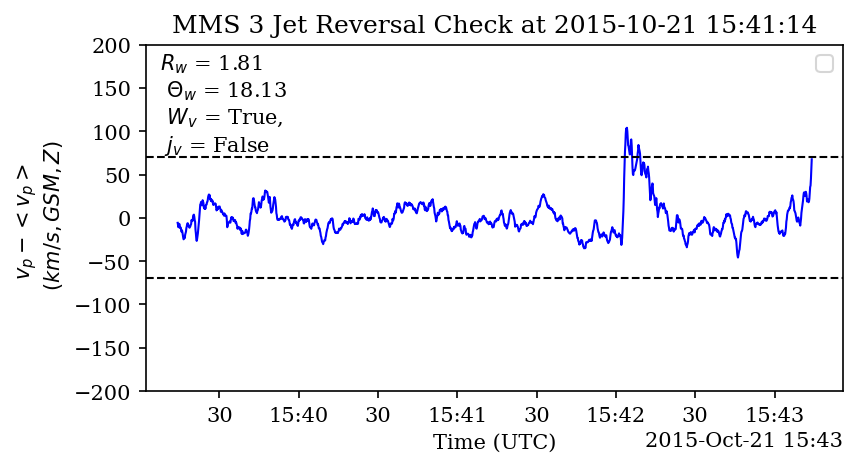 MMS 3 Jet Reversal Check at 2015-10-21 15:41:14
R_w = 1.81
Θ_w = 18.13
W_v = True,
j_v = False
200
150
100
50
0
−50
−100
−150
−200
v_p − < v_p >
(km/s, GSM, Z)
30 15:40 30 15:41 30 15:42 30 15:43
Time (UTC)
2015-Oct-21 15:43